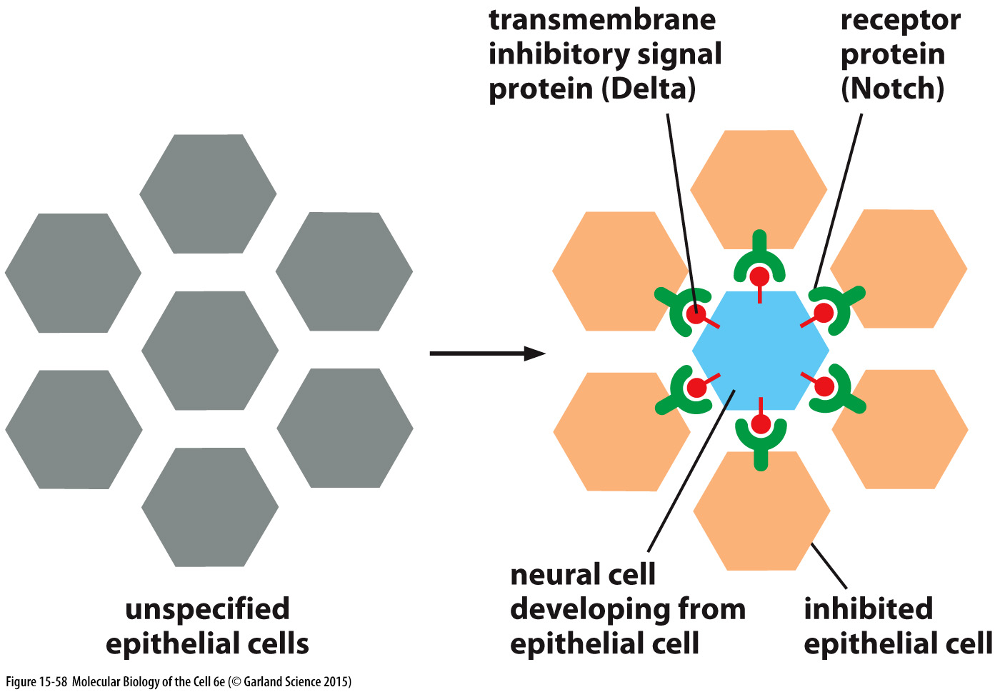 transmembrane
inhibitory signal
protein (Delta)
receptor
protein
(Notch)
unspecified
epithelial cells
neural cell
developing from
epithelial cell
inhibited
epithelial cell
Figure 15-58 Molecular Biology of the Cell 6e (© Garland Science 2015)